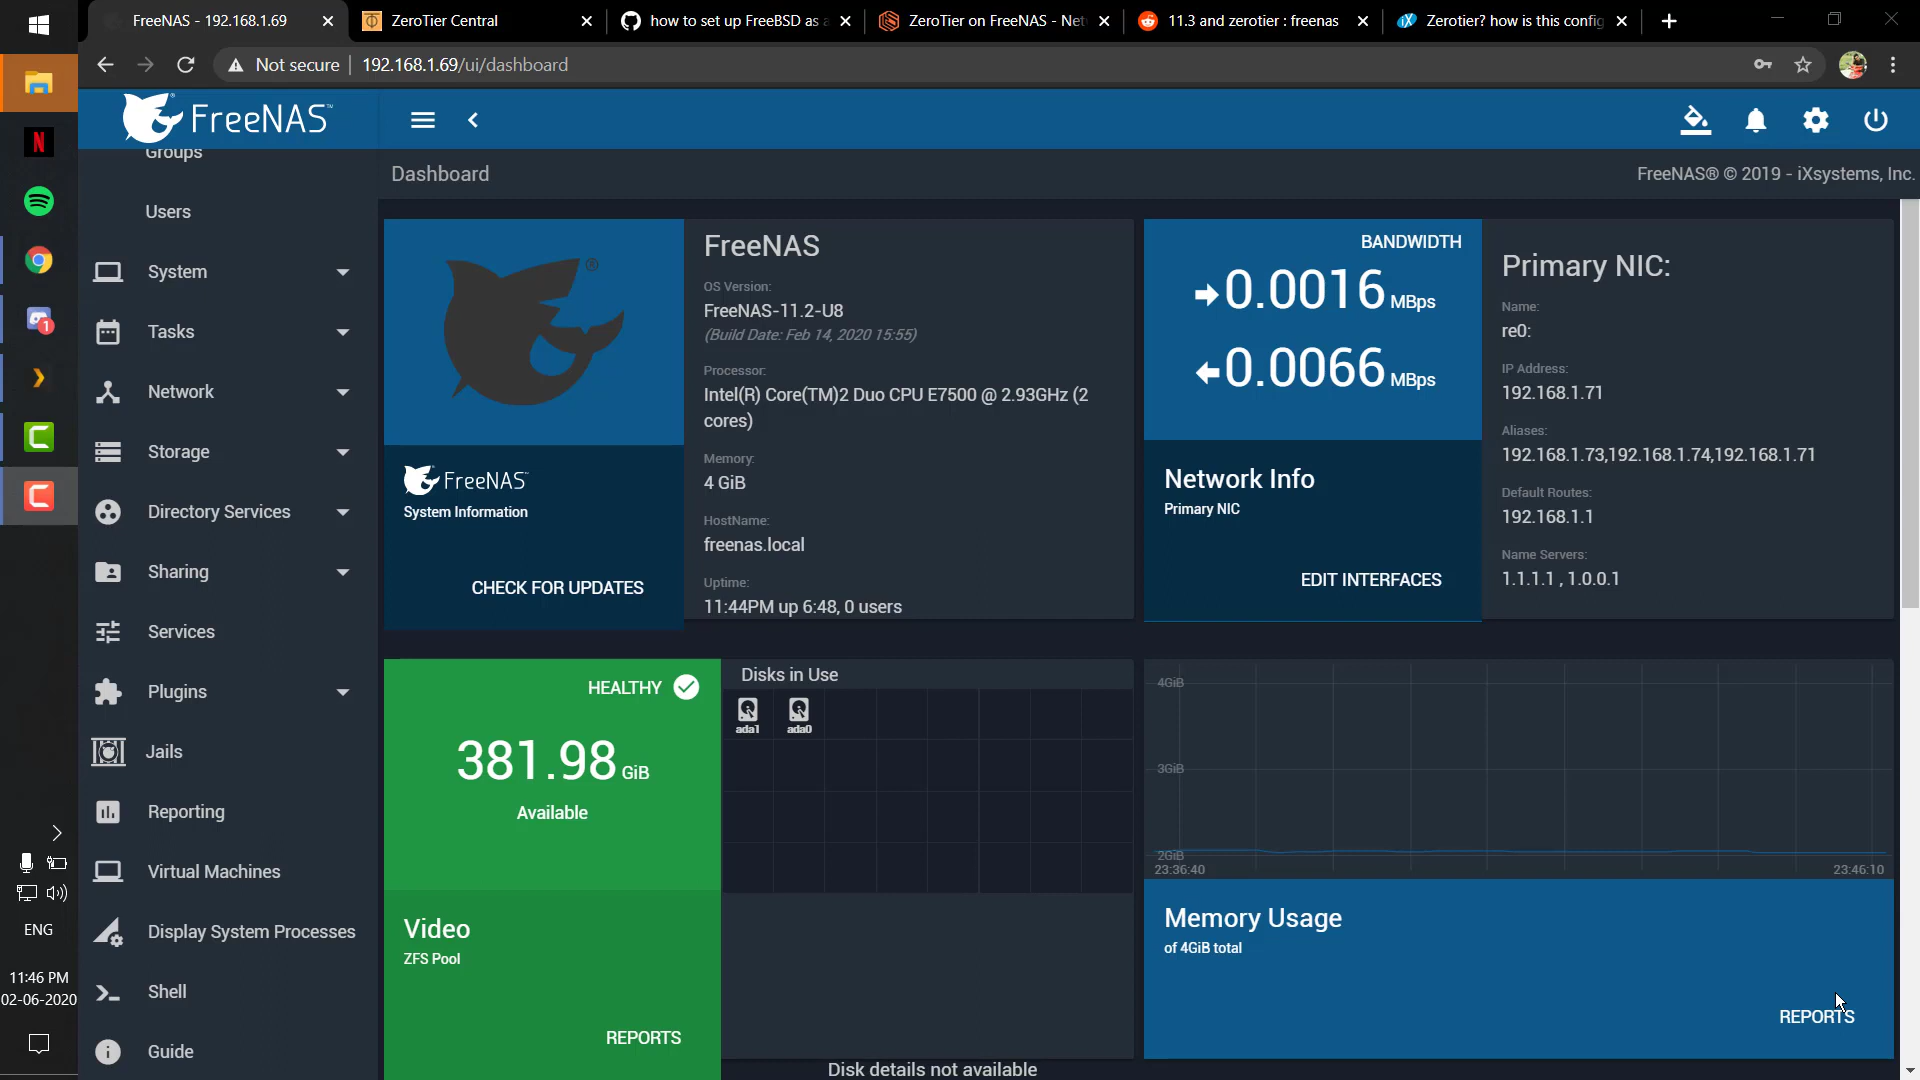 FreeNAS - 192.168.1.69
ZeroTier Central
how to set up FreeBSD as a
ZeroTier on FreeNAS - Net
11.3 and zerotier : freenas
Zerotier? how is this config
Not secure
192.168.1.69/ui/dashboard
FreeNAS™
Groups
Users
System
Tasks
Network
Storage
Directory Services
Sharing
Services
Plugins
Jails
Reporting
Virtual Machines
Display System Processes
Shell
Guide
Dashboard
FreeNAS® © 2019 - iXsystems, Inc.
FreeNAS™
System Information
CHECK FOR UPDATES
FreeNAS
OS Version:
FreeNAS-11.2-U8
(Build Date: Feb 14, 2020 15:55)
Processor:
Intel(R) Core(TM)2 Duo CPU E7500 @ 2.93GHz (2
cores)
Memory:
4 GiB
HostName:
freenas.local
Uptime:
11:44PM up 6:48, 0 users
BANDWIDTH
0.0016 MBps
0.0066 MBps
Network Info
Primary NIC
EDIT INTERFACES
Primary NIC:
Name:
re0:
IP Address:
192.168.1.71
Aliases:
192.168.1.73,192.168.1.74,192.168.1.71
Default Routes:
192.168.1.1
Name Servers:
1.1.1.1 , 1.0.0.1
HEALTHY
381.98 GiB
Available
Video
ZFS Pool
REPORTS
Disks in Use
ada1
ada0
Disk details not available
4GiB
3GiB
2GiB
23:36:40
23:46:10
Memory Usage
of 4GiB total
REPORTS
1
ENG
11:46 PM
02-06-2020